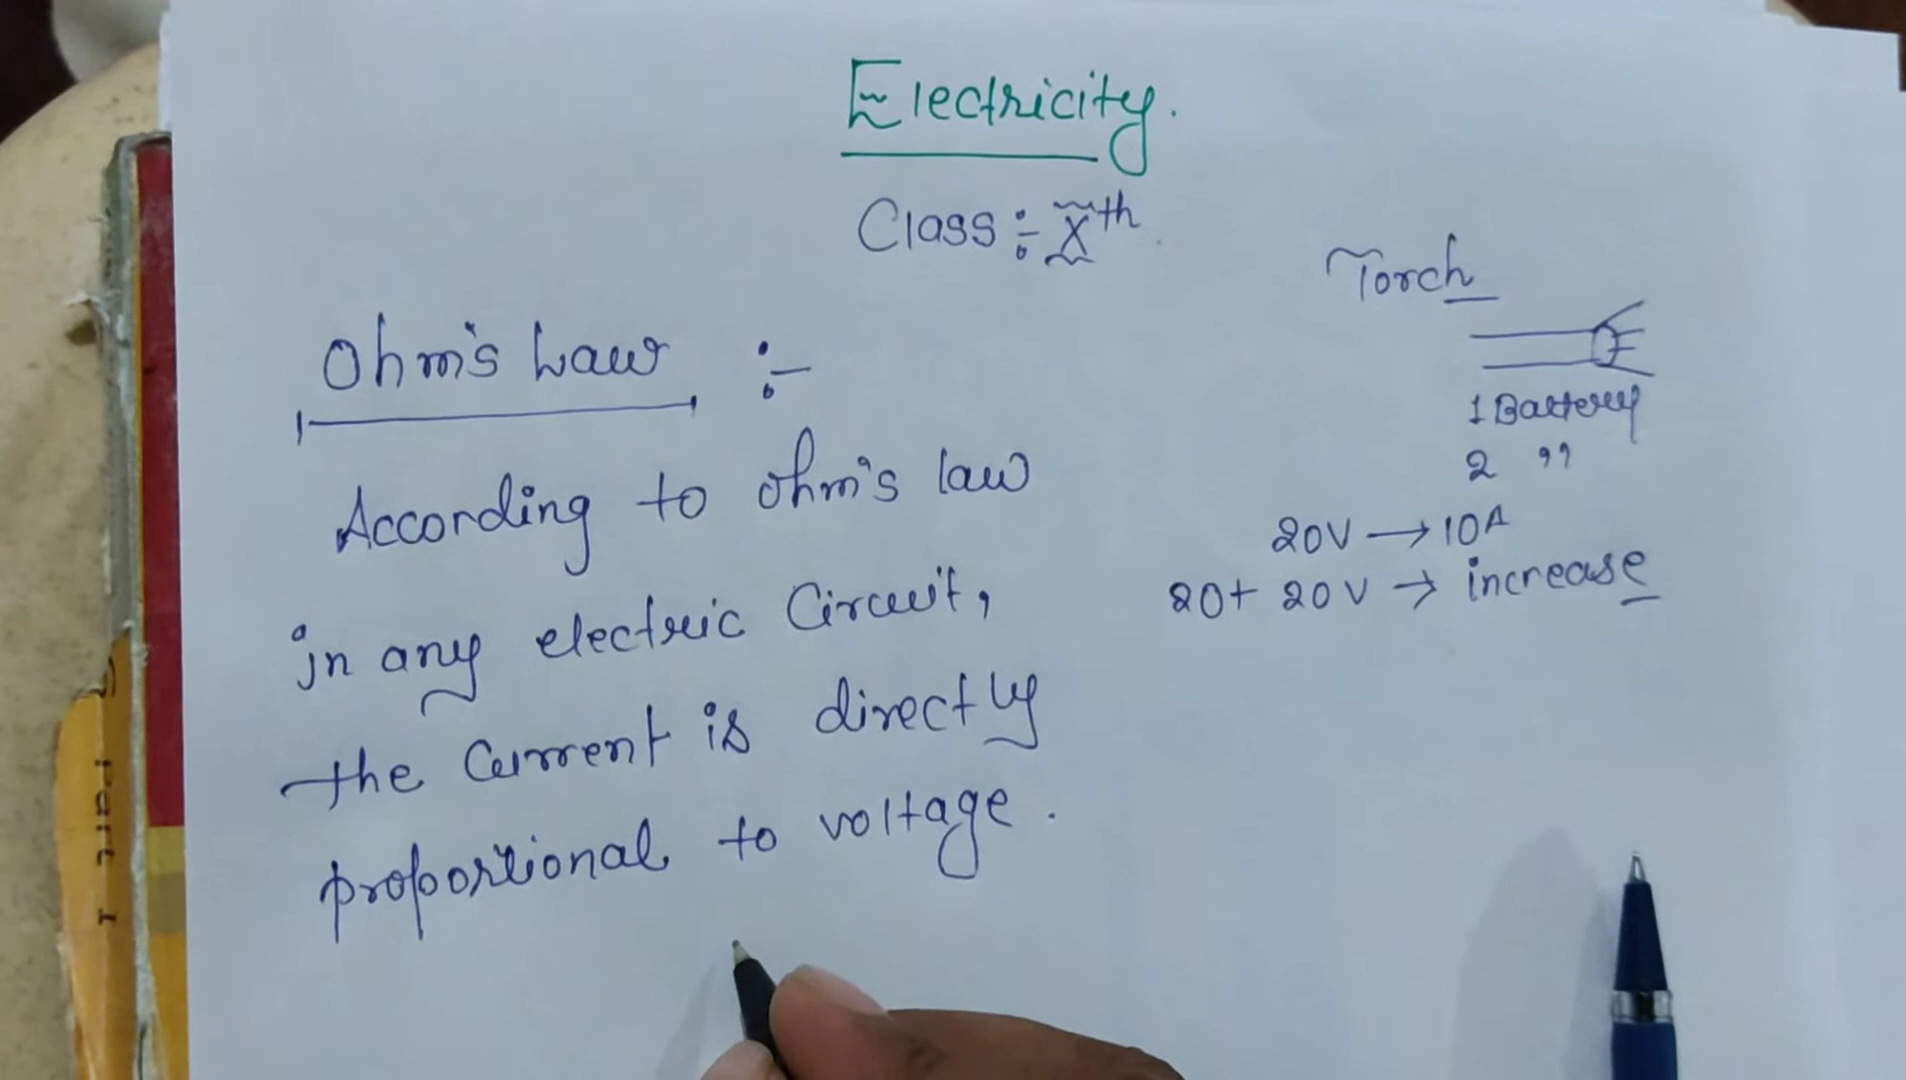 Electricity.
Class :- Xth
Ohm's Law :-
According to ohm's law
in any electric Circuit,
the Current is directly
proportional to voltage.
Torch
1 Battery
2 "
20V → 10A
20+ 20V → increase
Part I